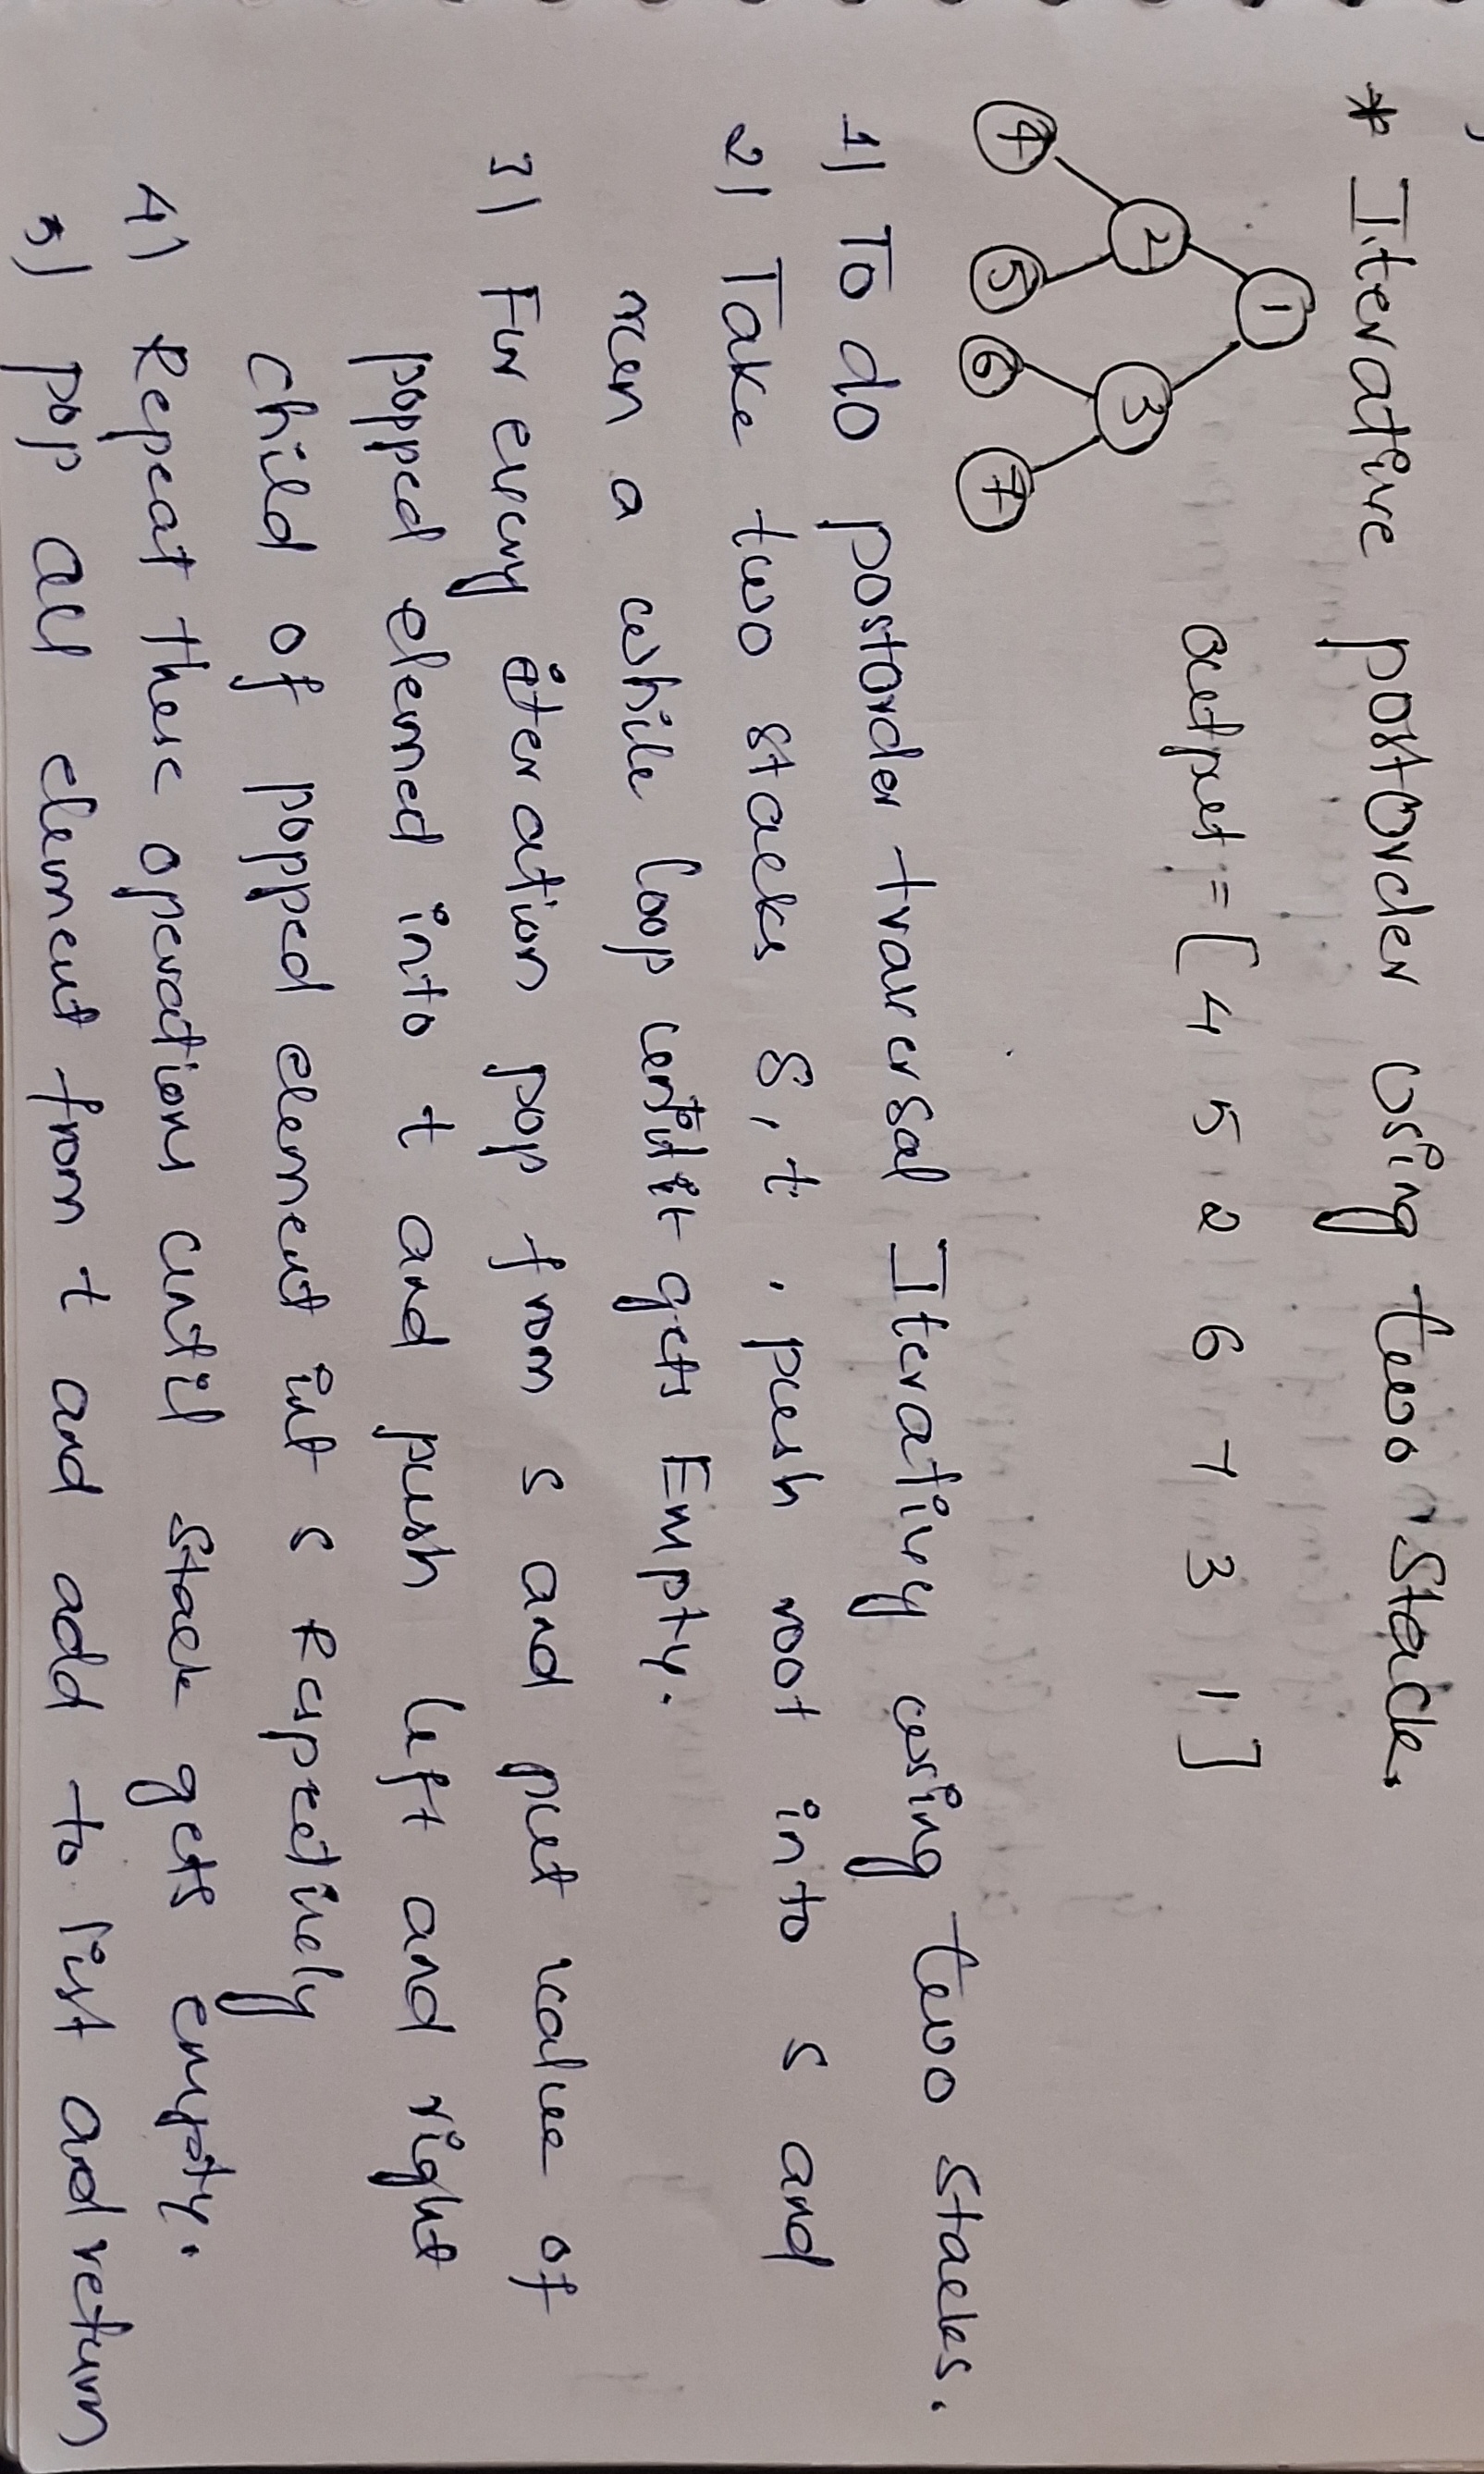 * Iterative postorder using two stack.
1
2 3
4 5 6 7
output = [ 4 5 2 6 7 3 1 ]
1) To do postorder traversal Iterativey using two stacks.
2) Take two stacks s, t . push root into s and
run a while loop until it gets Empty.
3) For every iteration pop from s and put value of
popped elemed into t and push left and right
child of popped element int s respectively
4) Repeat these operations until stack gets empty.
5) pop all element from t and add to list and return